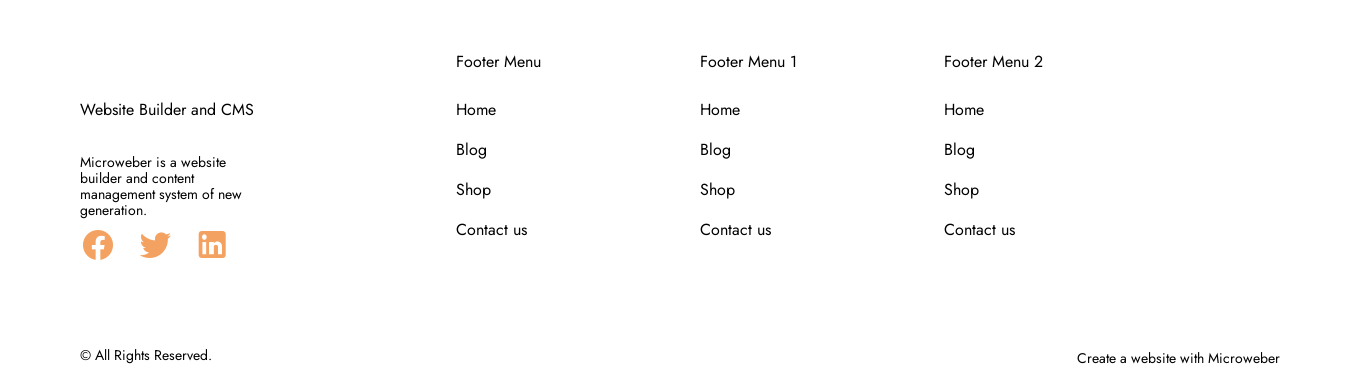 Website Builder and CMS
Microweber is a website
builder and content
management system of new
generation.
Footer Menu
Home
Blog
Shop
Contact us
Footer Menu 1
Home
Blog
Shop
Contact us
Footer Menu 2
Home
Blog
Shop
Contact us
© All Rights Reserved.
Create a website with Microweber